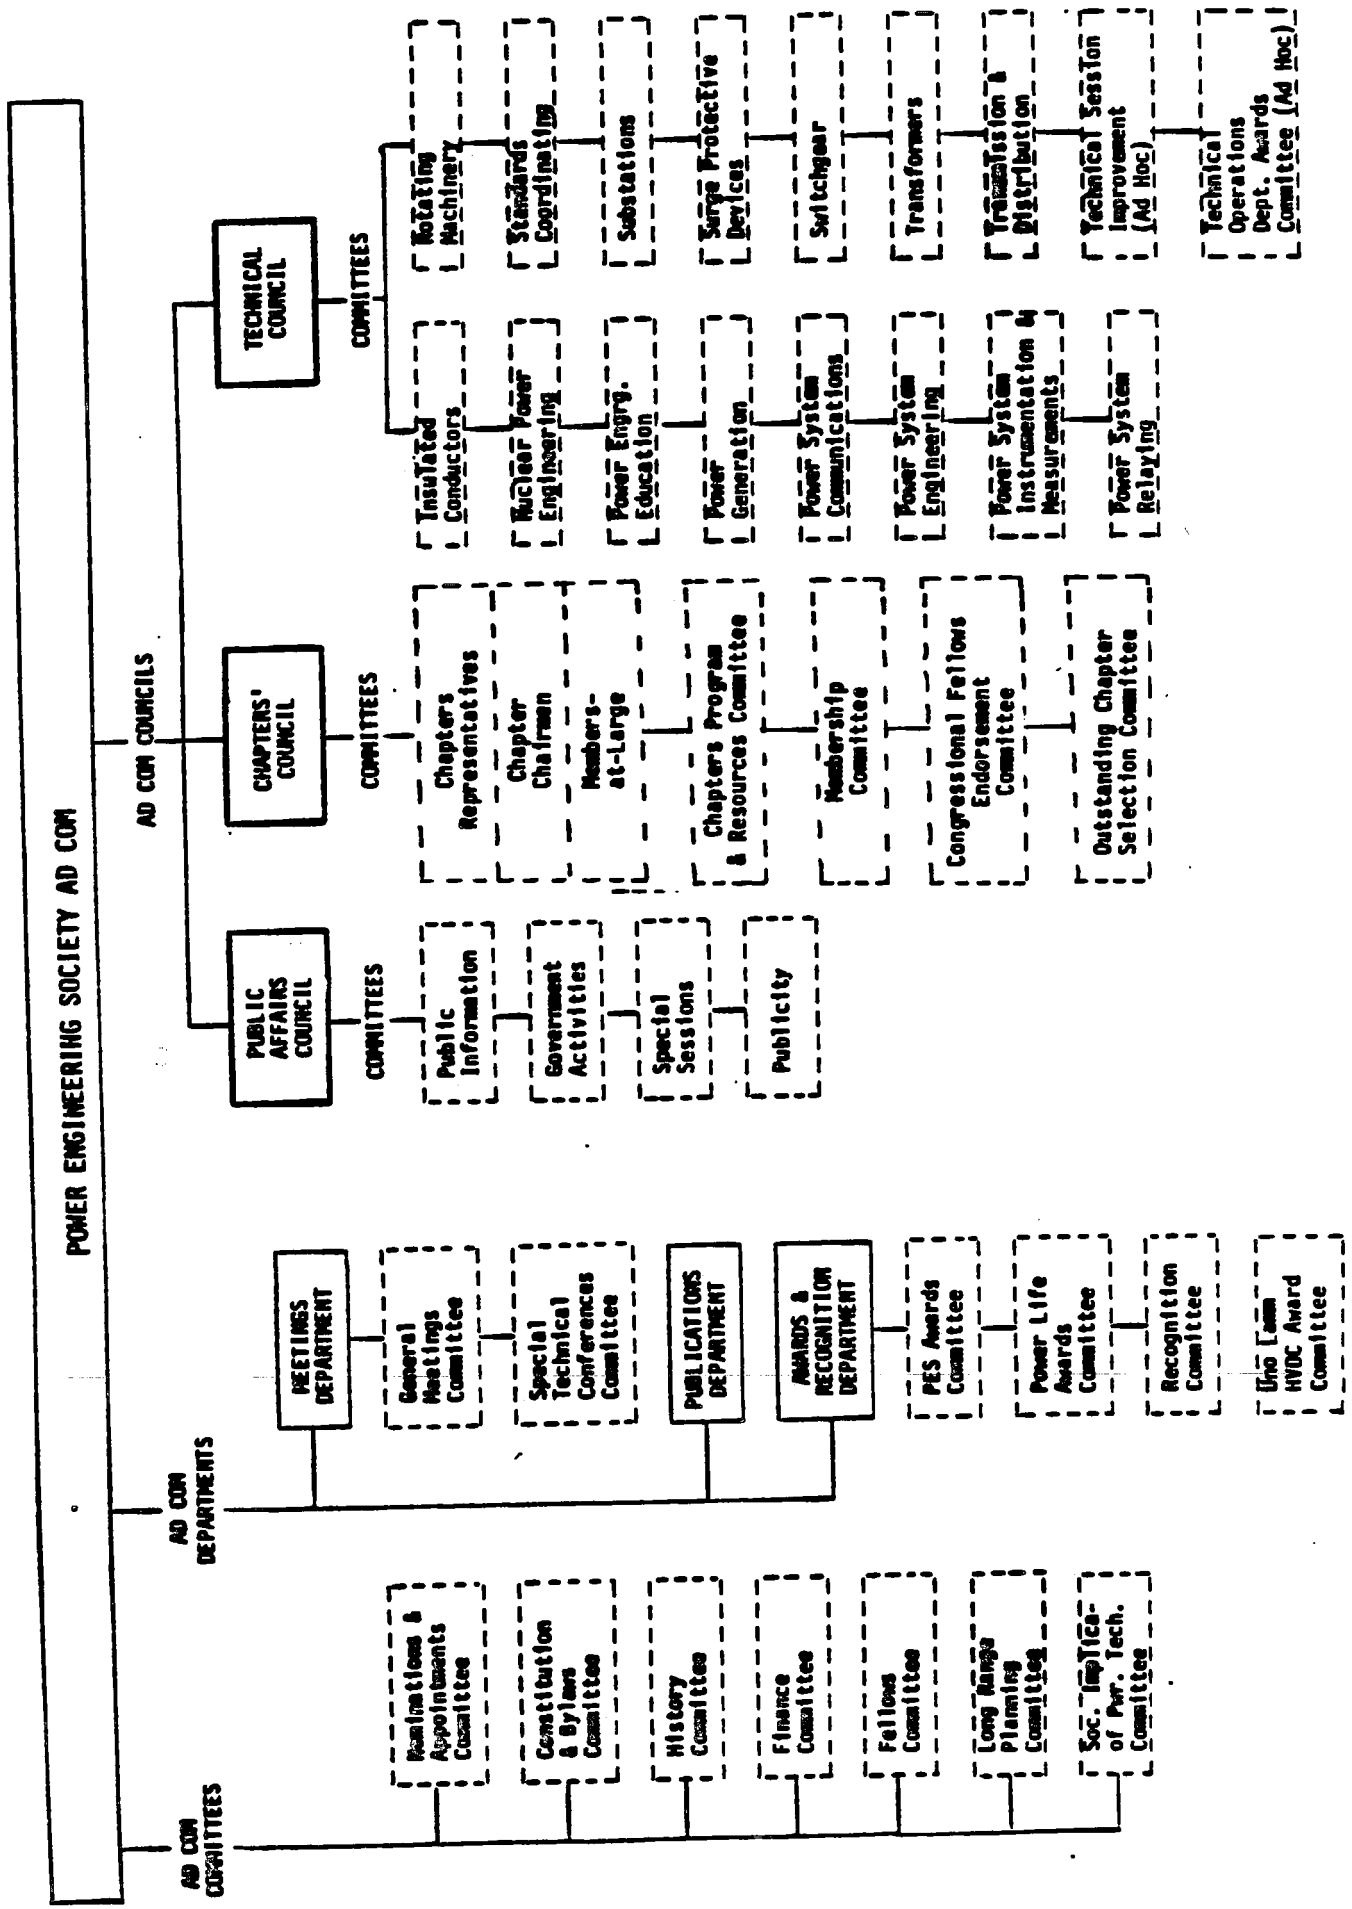 POWER ENGINEERING SOCIETY AD COM
AD COM
COMMITTEES
Nominations &
Appointments
Committee
Constitution
& Bylaws
Committee
History
Committee
Finance
Committee
Fellows
Committee
Long Range
Planning
Committee
Soc. Implica-
of Pwr. Tech.
Committee
AD COM
DEPARTMENTS
MEETINGS
DEPARTMENT
General
Meetings
Committee
Special
Technical
Conferences
Committee
PUBLICATIONS
DEPARTMENT
AWARDS &
RECOGNITION
DEPARTMENT
PES Awards
Committee
Power Life
Awards
Committee
Recognition
Committee
Uno Lamm
HVDC Award
Committee
AD COM COUNCILS
PUBLIC
AFFAIRS
COUNCIL
COMMITTEES
Public
Information
Government
Activities
Special
Sessions
Publicity
CHAPTERS'
COUNCIL
COMMITTEES
Chapters
Representatives
Chapter
Chairmen
Members-
at-Large
Chapters Program
& Resources Committee
Membership
Committee
Congressional Fellows
Endorsement
Committee
Outstanding Chapter
Selection Committee
TECHNICAL
COUNCIL
COMMITTEES
Insulated
Conductors
Nuclear Power
Engineering
Power Engrg.
Education
Power
Generation
Power System
Communications
Power System
Engineering
Power System
Instrumentation &
Measurements
Power System
Relaying
Rotating
Machinery
Standards
Coordinating
Substations
Surge Protective
Devices
Switchgear
Transformers
Transmission &
Distribution
Technical Session
Improvement
(Ad Hoc)
Technical
Operations
Dept. Awards
Committee (Ad Hoc)